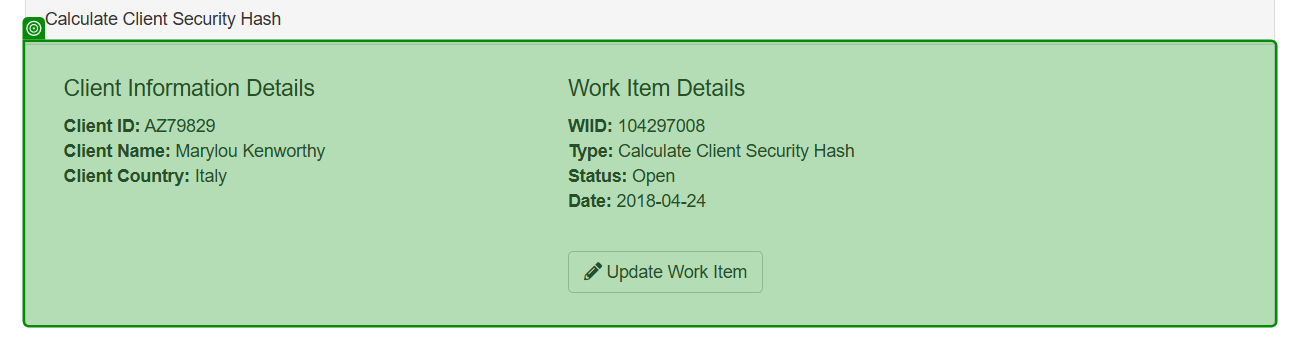 Calculate Client Security Hash
Client Information Details
Client ID: AZ79829
Client Name: Marylou Kenworthy
Client Country: Italy
Work Item Details
WIID: 104297008
Type: Calculate Client Security Hash
Status: Open
Date: 2018-04-24
Update Work Item